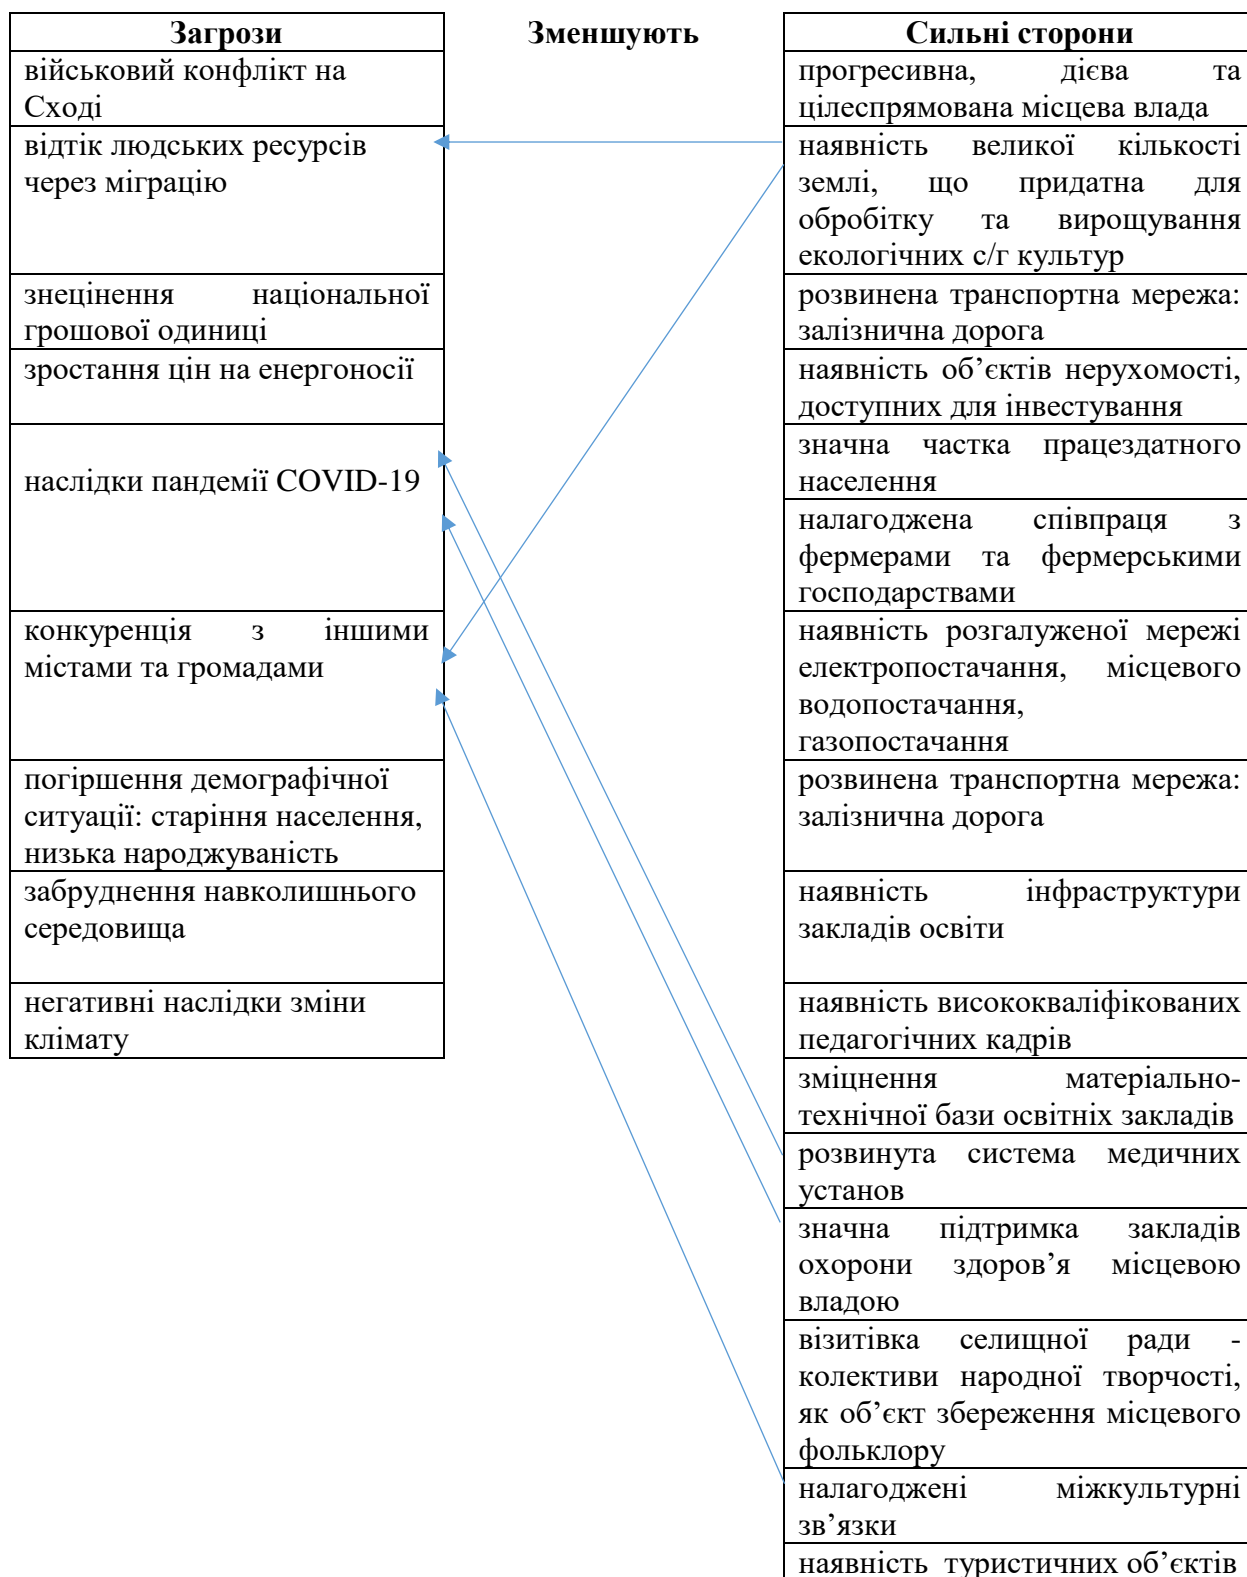 Загрози
Зменшують
Сильні сторони
військовий конфлікт на
Сході
відтік людських ресурсів
через міграцію
знецінення національної
грошової одиниці
зростання цін на енергоносії
наслідки пандемії COVID-19
конкуренція з іншими
містами та громадами
погіршення демографічної
ситуації: старіння населення,
низька народжуваність
забруднення навколишнього
середовища
негативні наслідки зміни
клімату
прогресивна, дієва та
цілеспрямована місцева влада
наявність великої кількості
землі, що придатна для
обробітку та вирощування
екологічних с/г культур
розвинена транспортна мережа:
залізнична дорога
наявність об’єктів нерухомості,
доступних для інвестування
значна частка працездатного
населення
налагоджена співпраця з
фермерами та фермерськими
господарствами
наявність розгалуженої мережі
електропостачання, місцевого
водопостачання,
газопостачання
розвинена транспортна мережа:
залізнична дорога
наявність інфраструктури
закладів освіти
наявність висококваліфікованих
педагогічних кадрів
зміцнення матеріально-
технічної бази освітніх закладів
розвинута система медичних
установ
значна підтримка закладів
охорони здоров’я місцевою
владою
візитівка селищної ради -
колективи народної творчості,
як об’єкт збереження місцевого
фольклору
налагоджені міжкультурні
зв’язки
наявність туристичних об’єктів